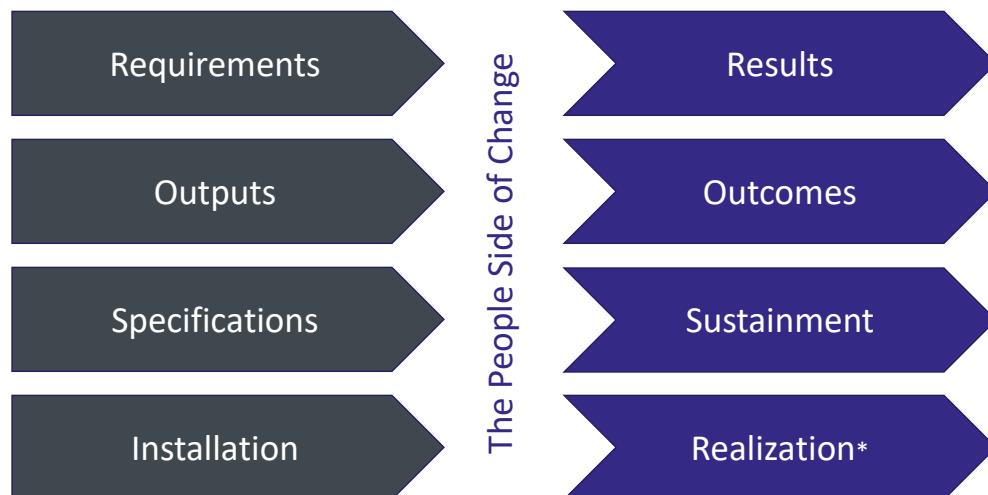 Requirements
Results
Outputs
Outcomes
The People Side of Change
Specifications
Sustainment
Installation
Realization*